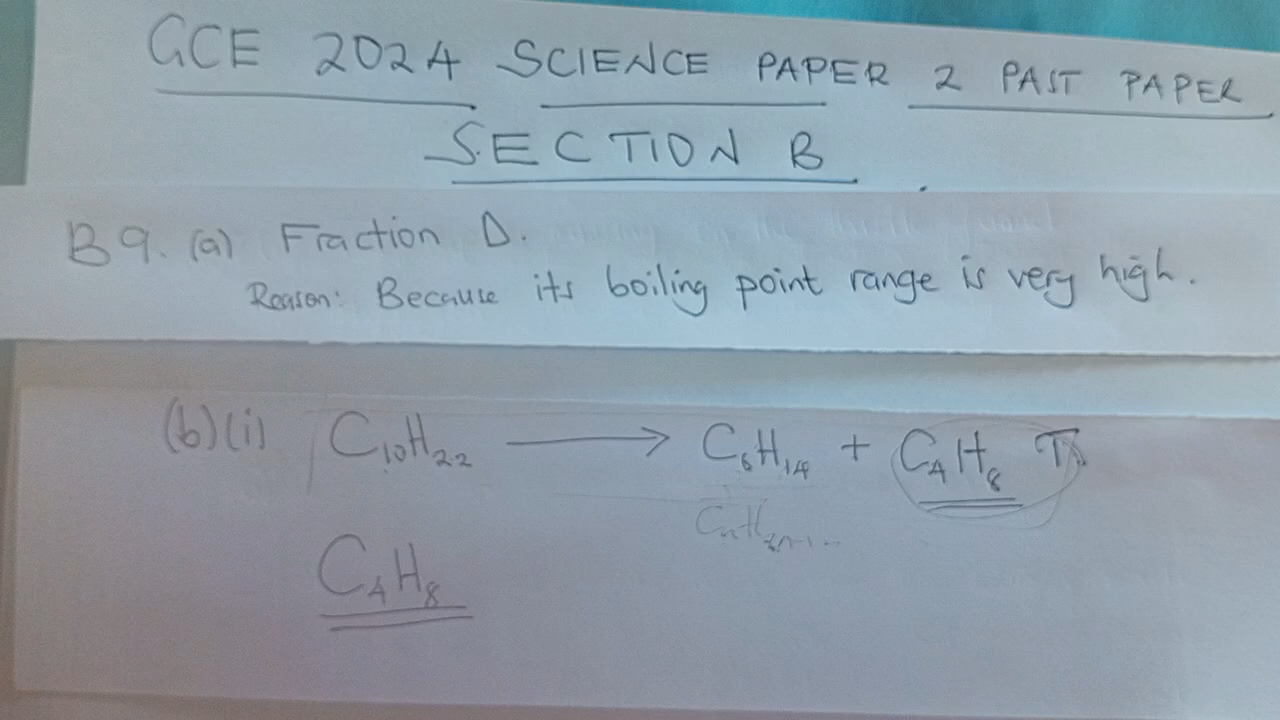 GCE 2024 SCIENCE PAPER 2 PAST PAPER
SECTION B
B9. (a) Fraction D.
Reason: Because its boiling point range is very high.
(b)(i) C₁₀H₂₂ ⟶ C₆H₁₄ + C₄H₈
C₄H₈